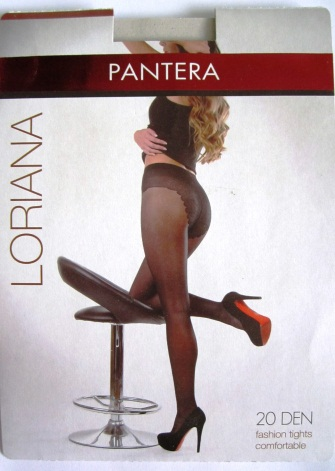 PANTERA
LORIANA
20 DEN
fashion tights
comfortable